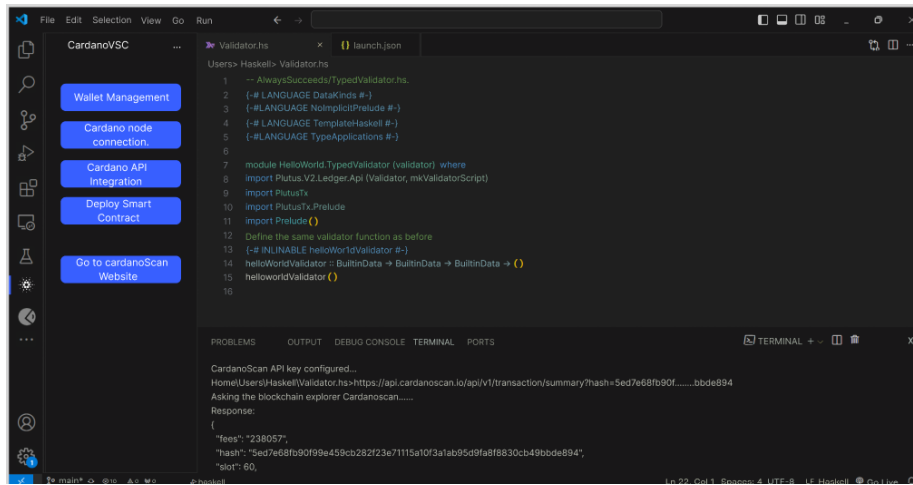 File Edit Selection View Go Run
CardanoVSC ...
Wallet Management
Cardano node
connection.
Cardano API
Integration
Deploy Smart
Contract
Go to cardanoScan
Website
Validator.hs × {} launch.json
Users> Haskell> Validator.hs
1 -- AlwaysSucceeds/TypedValidator.hs.
2 {-# LANGUAGE DataKinds #-}
3 {-#LANGUAGE NoImplicitPrelude #-}
4 {-# LANGUAGE TemplateHaskell #-}
5 {-#LANGUAGE TypeApplications #-}
6
7 module HelloWorld.TypedValidator (validator) where
8 import Plutus.V2.Ledger.Api (Validator, mkValidatorScript)
9 import PlutusTx
10 import PlutusTx.Prelude
11 import Prelude()
12 Define the same validator function as before
13 {-# INLINABLE helloWor1dValidator #-}
14 helloWorldValidator :: BuiltinData → BuiltinData → BuiltinData → ()
15 helloworldValidator()
16
PROBLEMS OUTPUT DEBUG CONSOLE TERMINAL PORTS
TERMINAL +
CardanoScan API key configured...
Home\Users\Haskell\Validator.hs>https://api.cardanoscan.io/api/v1/transaction/summary?hash=5ed7e68fb90f........bbde894
Asking the blockchain explorer Cardanoscan......
Response:
{
"fees": "238057",
"hash": "5ed7e68fb90f99e459cb282f23e71115a10f3a1ab95d9fa8f8830cb49bbde894",
"slot": 60,
1
main* 10 0 0 haskell Ln 22, Col1 Spaces: 4 UTF-8 LF Haskell Go Live